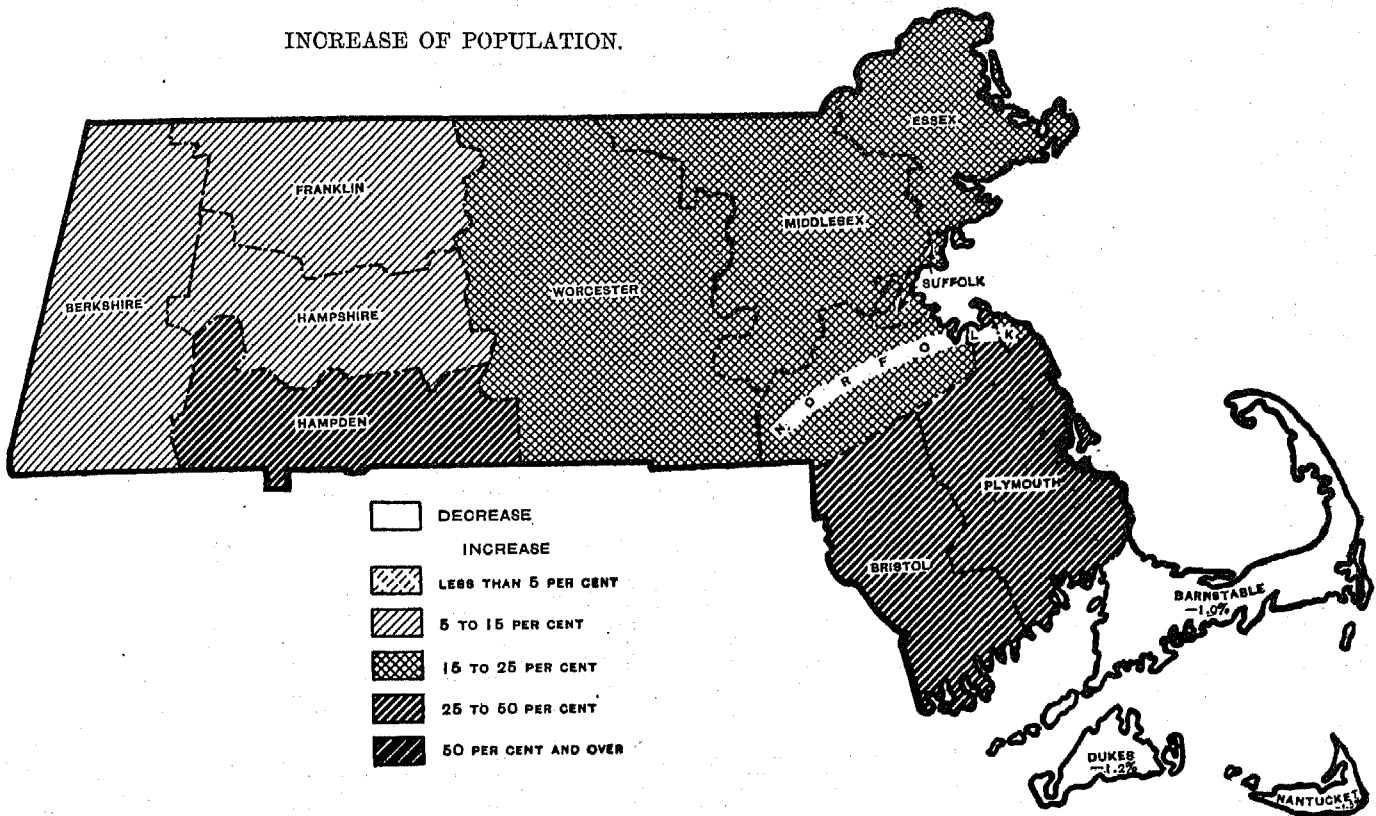 INCREASE OF POPULATION.
ESSEX
FRANKLIN
MIDDLESEX
SUFFOLK
BERKSHIRE
WORCESTER
HAMPSHIRE
NORFOLK
HAMPDEN
PLYMOUTH
BRISTOL
BARNSTABLE
—1.0%
DUKES
—1.2%
NANTUCKET
DECREASE
INCREASE
LESS THAN 5 PER CENT
5 TO 15 PER CENT
15 TO 25 PER CENT
25 TO 50 PER CENT
50 PER CENT AND OVER